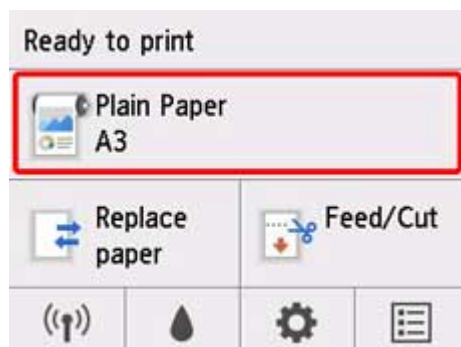 Ready to print
Plain Paper
A3
Replace
paper
Feed/Cut